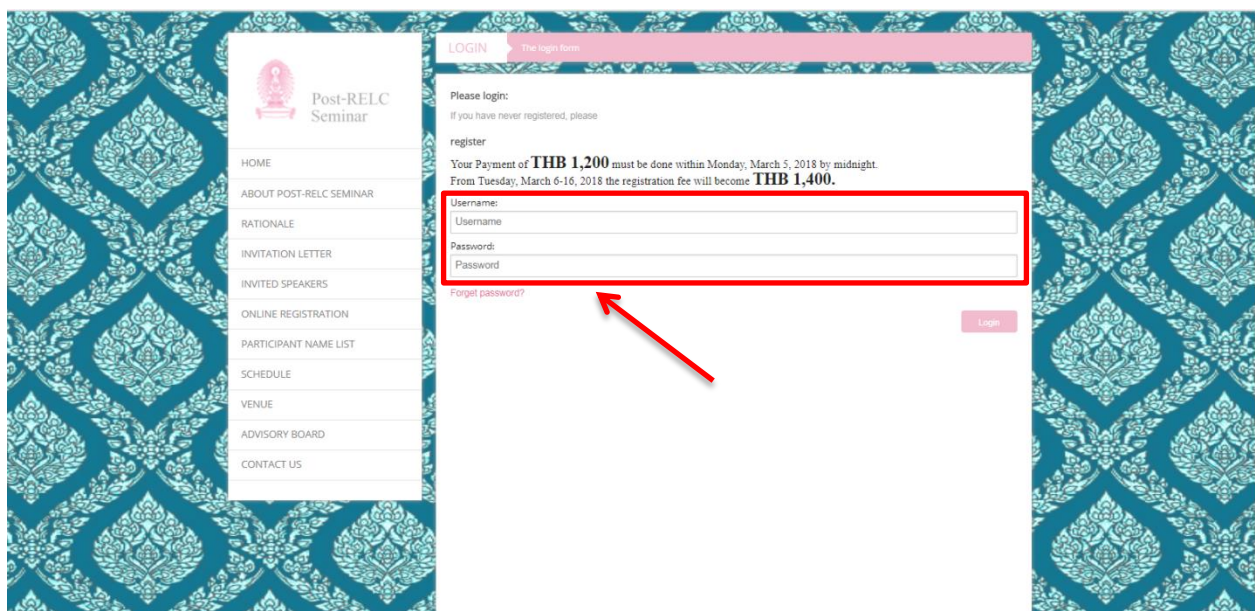 Post-RELC
Seminar
HOME
ABOUT POST-RELC SEMINAR
RATIONALE
INVITATION LETTER
INVITED SPEAKERS
ONLINE REGISTRATION
PARTICIPANT NAME LIST
SCHEDULE
VENUE
ADVISORY BOARD
CONTACT US
LOGIN The login form
Please login:
If you have never registered, please
register
Your Payment of THB 1,200 must be done within Monday, March 5, 2018 by midnight.
From Tuesday, March 6-16, 2018 the registration fee will become THB 1,400.
Username:
Username
Password:
Password
Forget password?
Login